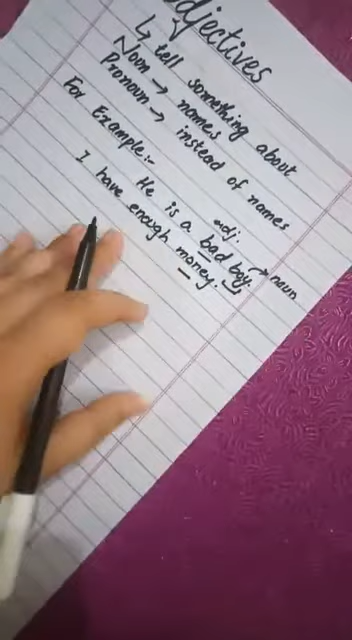 Adjectives
↳ tell something about
Noun → names
Pronoun → instead of names
For Example:-
adj.
He is a bad boy. → noun
I have enough money.